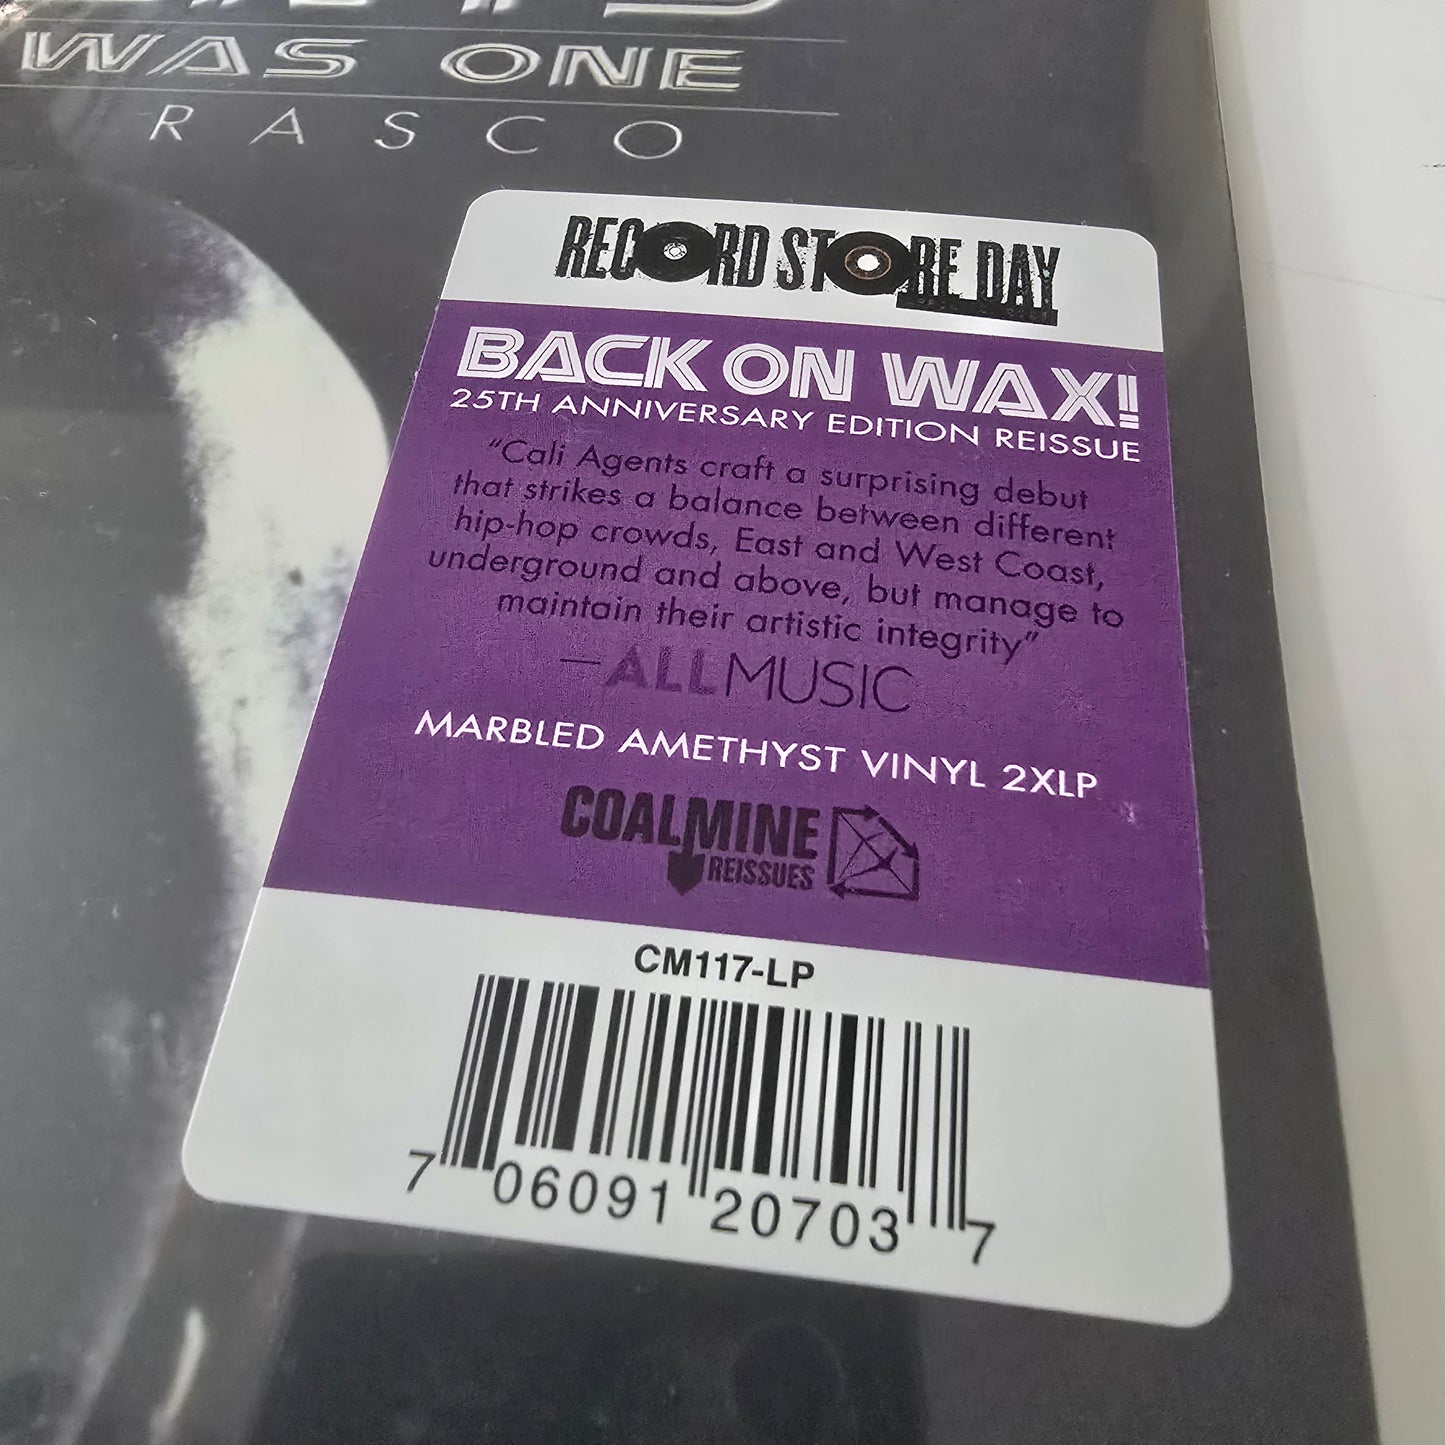 WAS ONE
RASCO
RECORD STORE DAY
BACK ON WAX!
25TH ANNIVERSARY EDITION REISSUE
“Cali Agents craft a surprising debut
that strikes a balance between different
hip-hop crowds, East and West Coast,
underground and above, but manage to
maintain their artistic integrity”
—ALLMUSIC
MARBLED AMETHYST VINYL 2XLP
COALMINE
REISSUES
CM117-LP
7 06091 20703 7